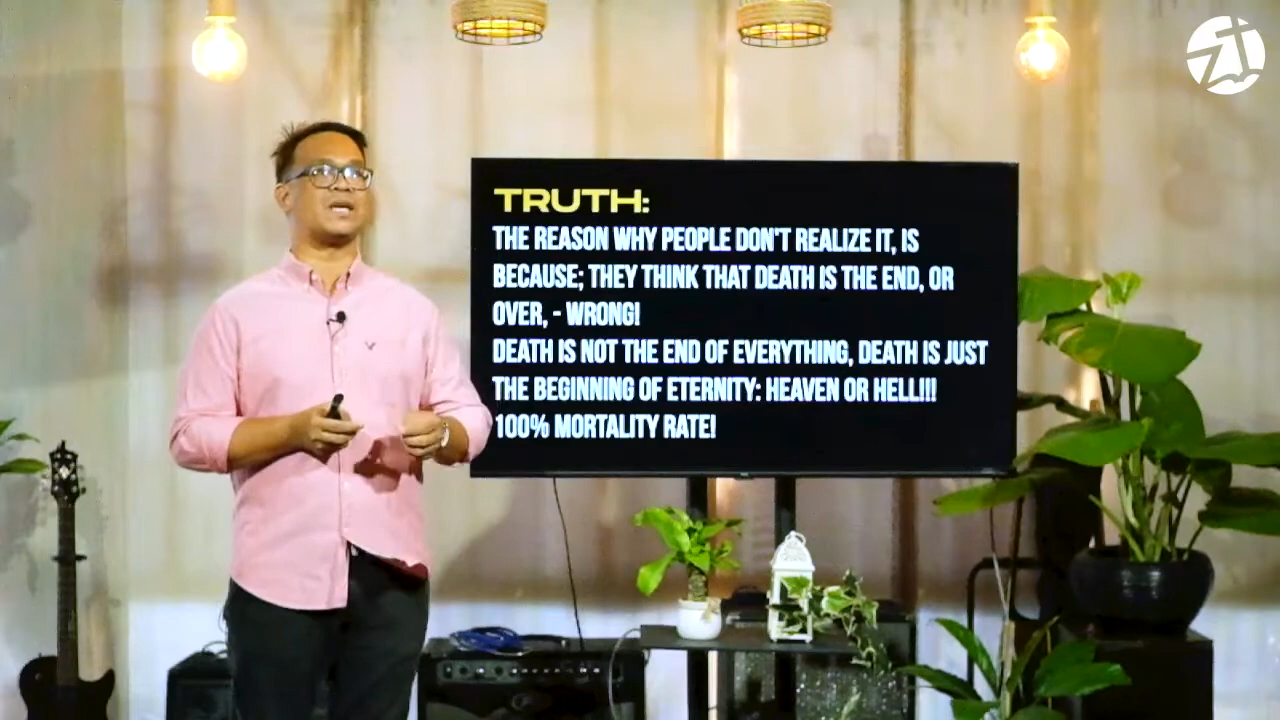 TRUTH:
THE REASON WHY PEOPLE DON'T REALIZE IT, IS
BECAUSE; THEY THINK THAT DEATH IS THE END, OR
OVER, - WRONG!
DEATH IS NOT THE END OF EVERYTHING, DEATH IS JUST
THE BEGINNING OF ETERNITY: HEAVEN OR HELL!!!
100% MORTALITY RATE!